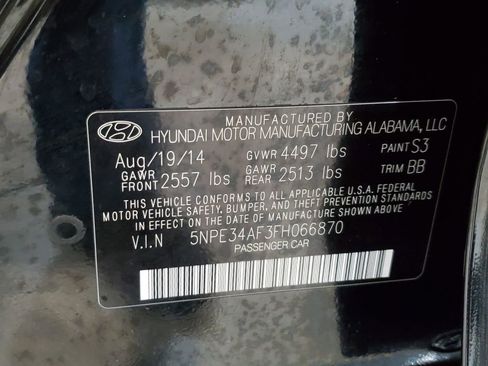 MANUFACTURED BY
HYUNDAI MOTOR MANUFACTURING ALABAMA, LLC
Aug/19/14 GVWR 4497 lbs PAINT S3
GAWR FRONT 2557 lbs GAWR REAR 2513 lbs TRIM BB
THIS VEHICLE CONFORMS TO ALL APPLICABLE U.S.A. FEDERAL
MOTOR VEHICLE SAFETY, BUMPER, AND THEFT PREVENTION STANDARDS
IN EFFECT ON THE DATE OF MANUFACTURE SHOWN ABOVE.
V.I.N 5NPE34AF3FH066870
PASSENGER CAR